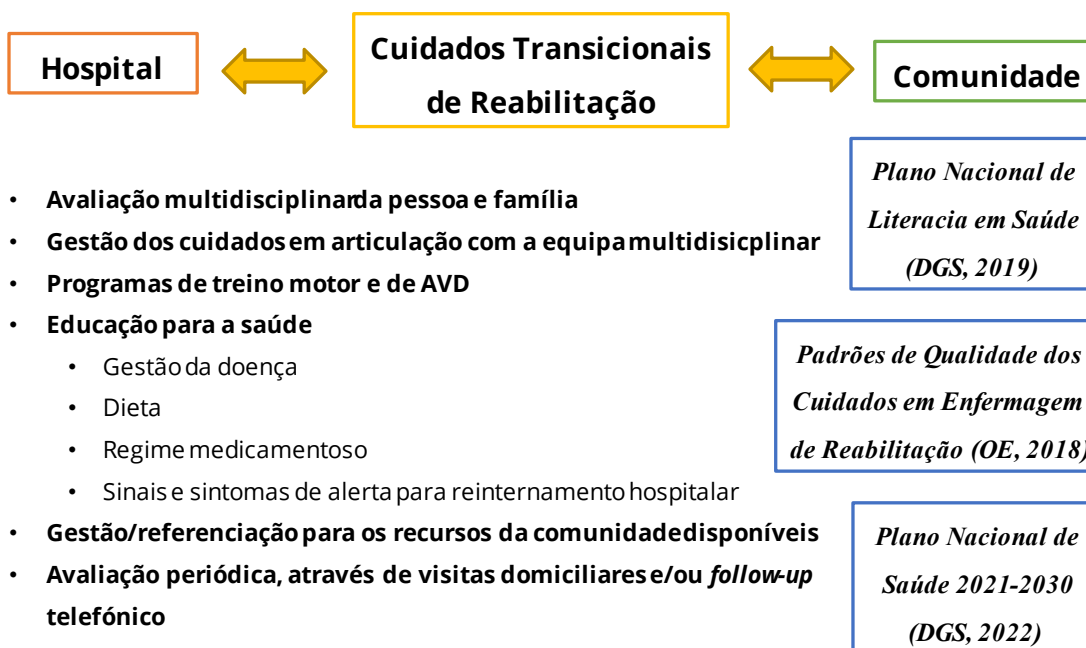 Hospital
Cuidados Transicionais
de Reabilitação
Comunidade
• Avaliação multidisciplinarda pessoa e família
• Gestão dos cuidados em articulação com a equipa multidisicplinar
• Programas de treino motor e de AVD
• Educação para a saúde
• Gestão da doença
• Dieta
• Regime medicamentoso
• Sinais e sintomas de alerta para reinternamento hospitalar
• Gestão/referenciação para os recursos da comunidade disponíveis
• Avaliação periódica, através de visitas domiciliares e/ou follow-up
telefónico
Plano Nacional de
Literacia em Saúde
(DGS, 2019)
Padrões de Qualidade dos
Cuidados em Enfermagem
de Reabilitação (OE, 2018)
Plano Nacional de
Saúde 2021-2030
(DGS, 2022)